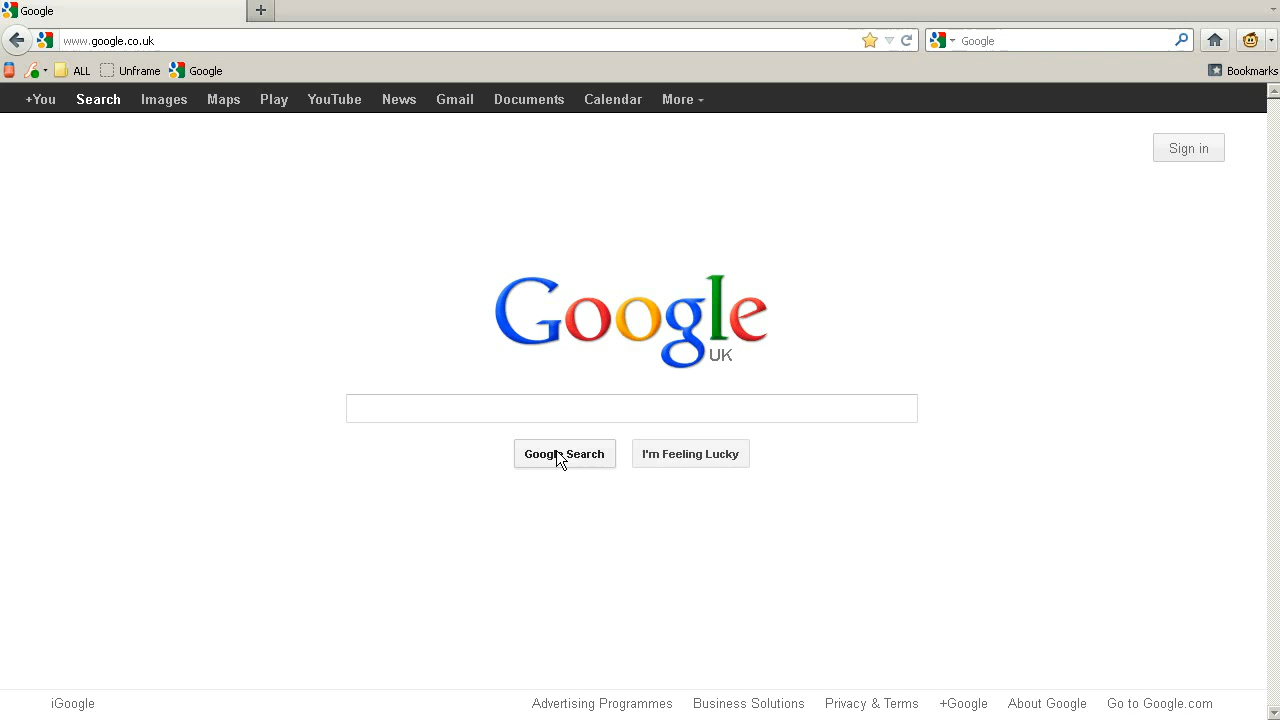 Google
www.google.co.uk
Google
ALL Unframe Google Bookmarks
+You Search Images Maps Play YouTube News Gmail Documents Calendar More
Sign in
Google
UK
Google Search I'm Feeling Lucky
iGoogle Advertising Programmes Business Solutions Privacy & Terms +Google About Google Go to Google.com